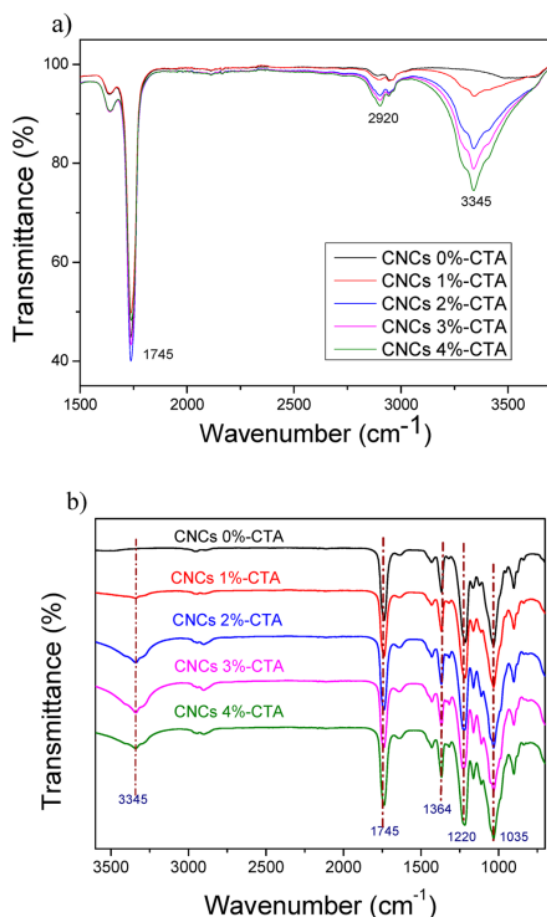 a)
Transmittance (%)
100
80
60
40
2920
3345
1745
CNCs 0%-CTA
CNCs 1%-CTA
CNCs 2%-CTA
CNCs 3%-CTA
CNCs 4%-CTA
1500 2000 2500 3000 3500
Wavenumber (cm-1)
b)
Transmittance (%)
CNCs 0%-CTA
CNCs 1%-CTA
CNCs 2%-CTA
CNCs 3%-CTA
CNCs 4%-CTA
3345
1745
1364
1220
1035
3500 3000 2500 2000 1500 1000
Wavenumber (cm-1)